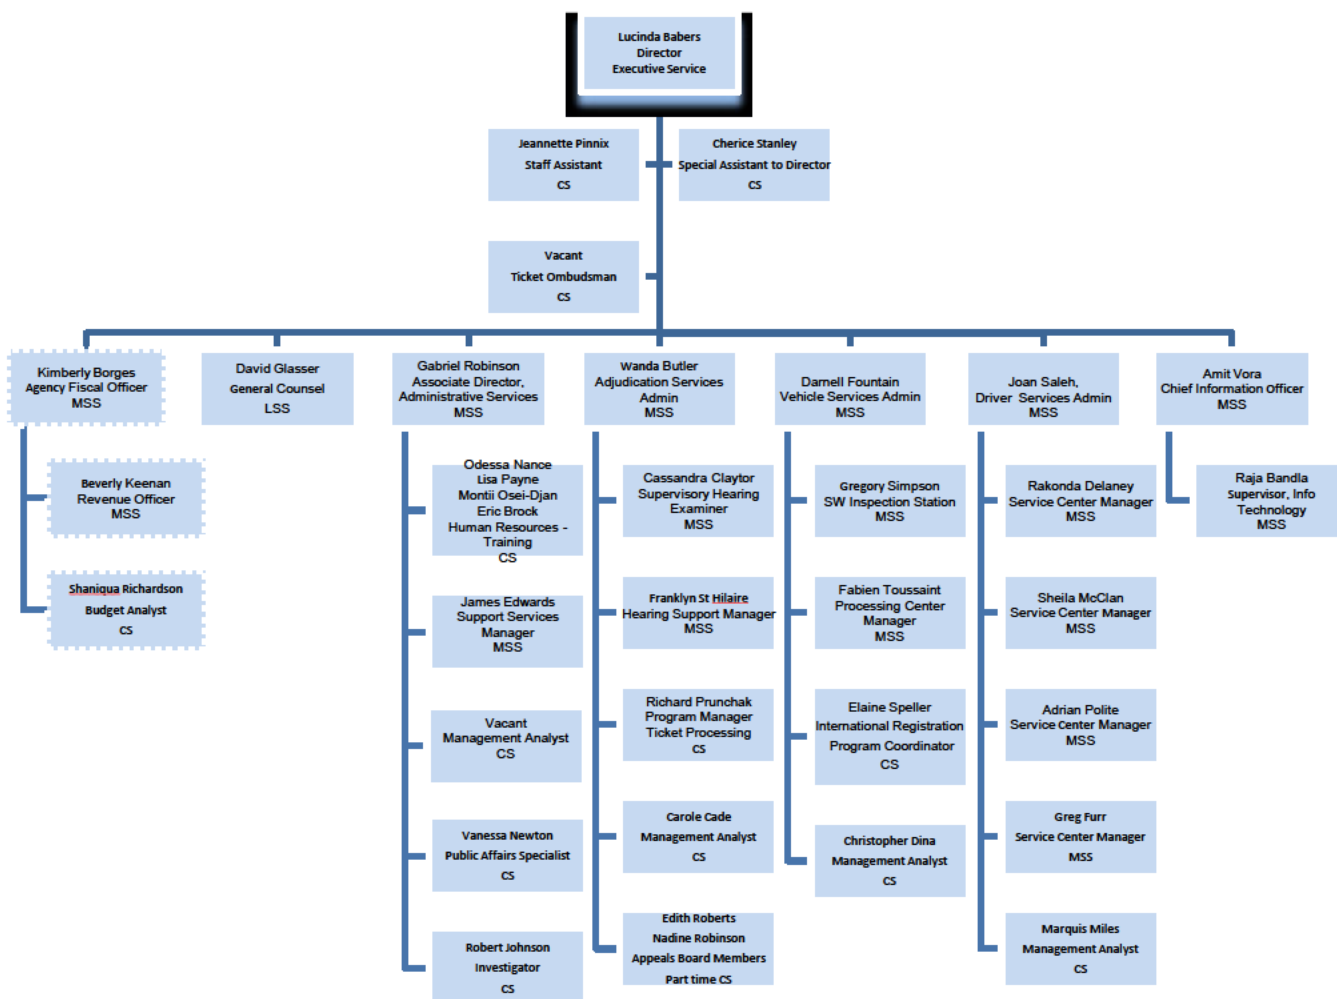 Lucinda Babers
Director
Executive Service
Jeannette Pinnix
Staff Assistant
CS
Cherice Stanley
Special Assistant to Director
CS
Vacant
Ticket Ombudsman
CS
Kimberly Borges
Agency Fiscal Officer
MSS
David Glasser
General Counsel
LSS
Gabriel Robinson
Associate Director,
Administrative Services
MSS
Wanda Butler
Adjudication Services
Admin
MSS
Darnell Fountain
Vehicle Services Admin
MSS
Joan Saleh,
Driver Services Admin
MSS
Amit Vora
Chief Information Officer
MSS
Beverly Keenan
Revenue Officer
MSS
Shaniqua Richardson
Budget Analyst
CS
Odessa Nance
Lisa Payne
Montii Osei-Djan
Eric Brock
Human Resources -
Training
CS
James Edwards
Support Services
Manager
MSS
Vacant
Management Analyst
CS
Vanessa Newton
Public Affairs Specialist
CS
Robert Johnson
Investigator
CS
Cassandra Claytor
Supervisory Hearing
Examiner
MSS
Franklyn St Hilaire
Hearing Support Manager
MSS
Richard Prunchak
Program Manager
Ticket Processing
CS
Carole Cade
Management Analyst
CS
Edith Roberts
Nadine Robinson
Appeals Board Members
Part time CS
Gregory Simpson
SW Inspection Station
MSS
Fabien Toussaint
Processing Center
Manager
MSS
Elaine Speller
International Registration
Program Coordinator
CS
Christopher Dina
Management Analyst
CS
Rakonda Delaney
Service Center Manager
MSS
Sheila McClan
Service Center Manager
MSS
Adrian Polite
Service Center Manager
MSS
Greg Furr
Service Center Manager
MSS
Marquis Miles
Management Analyst
CS
Raja Bandla
Supervisor, Info
Technology
MSS